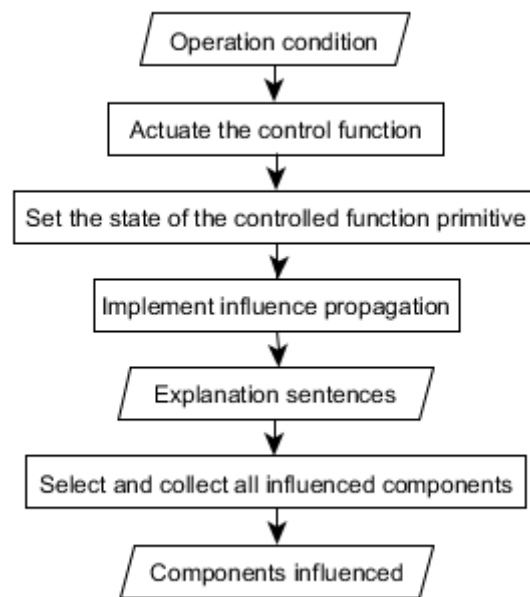 Operation condition
Actuate the control function
Set the state of the controlled function primitive
Implement influence propagation
Explanation sentences
Select and collect all influenced components
Components influenced